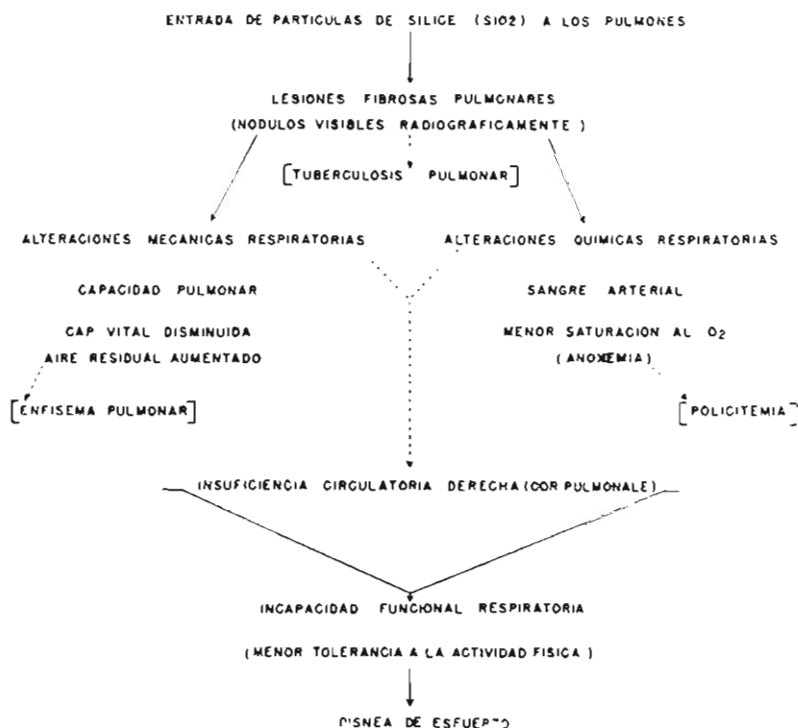 ENTRADA DE PARTICULAS DE SILICE (SIO2) A LOS PULMONES
LESIONES FIBROSAS PULMONARES
(NODULOS VISIBLES RADIOGRAFICAMENTE)
[TUBERCULOSIS PULMONAR]
ALTERACIONES MECANICAS RESPIRATORIAS
ALTERACIONES QUIMICAS RESPIRATORIAS
CAPACIDAD PULMONAR
SANGRE ARTERIAL
CAP VITAL DISMINUIDA
MENOR SATURACION AL O2
AIRE RESIDUAL AUMENTADO
(ANOXEMIA)
[ENFISEMA PULMONAR]
[POLICITEMIA]
INSUFICIENCIA CIRCULATORIA DERECHA (COR PULMONALE)
INCAPACIDAD FUNCIONAL RESPIRATORIA
(MENOR TOLERANCIA A LA ACTIVIDAD FISICA)
DISNEA DE ESFUERTO